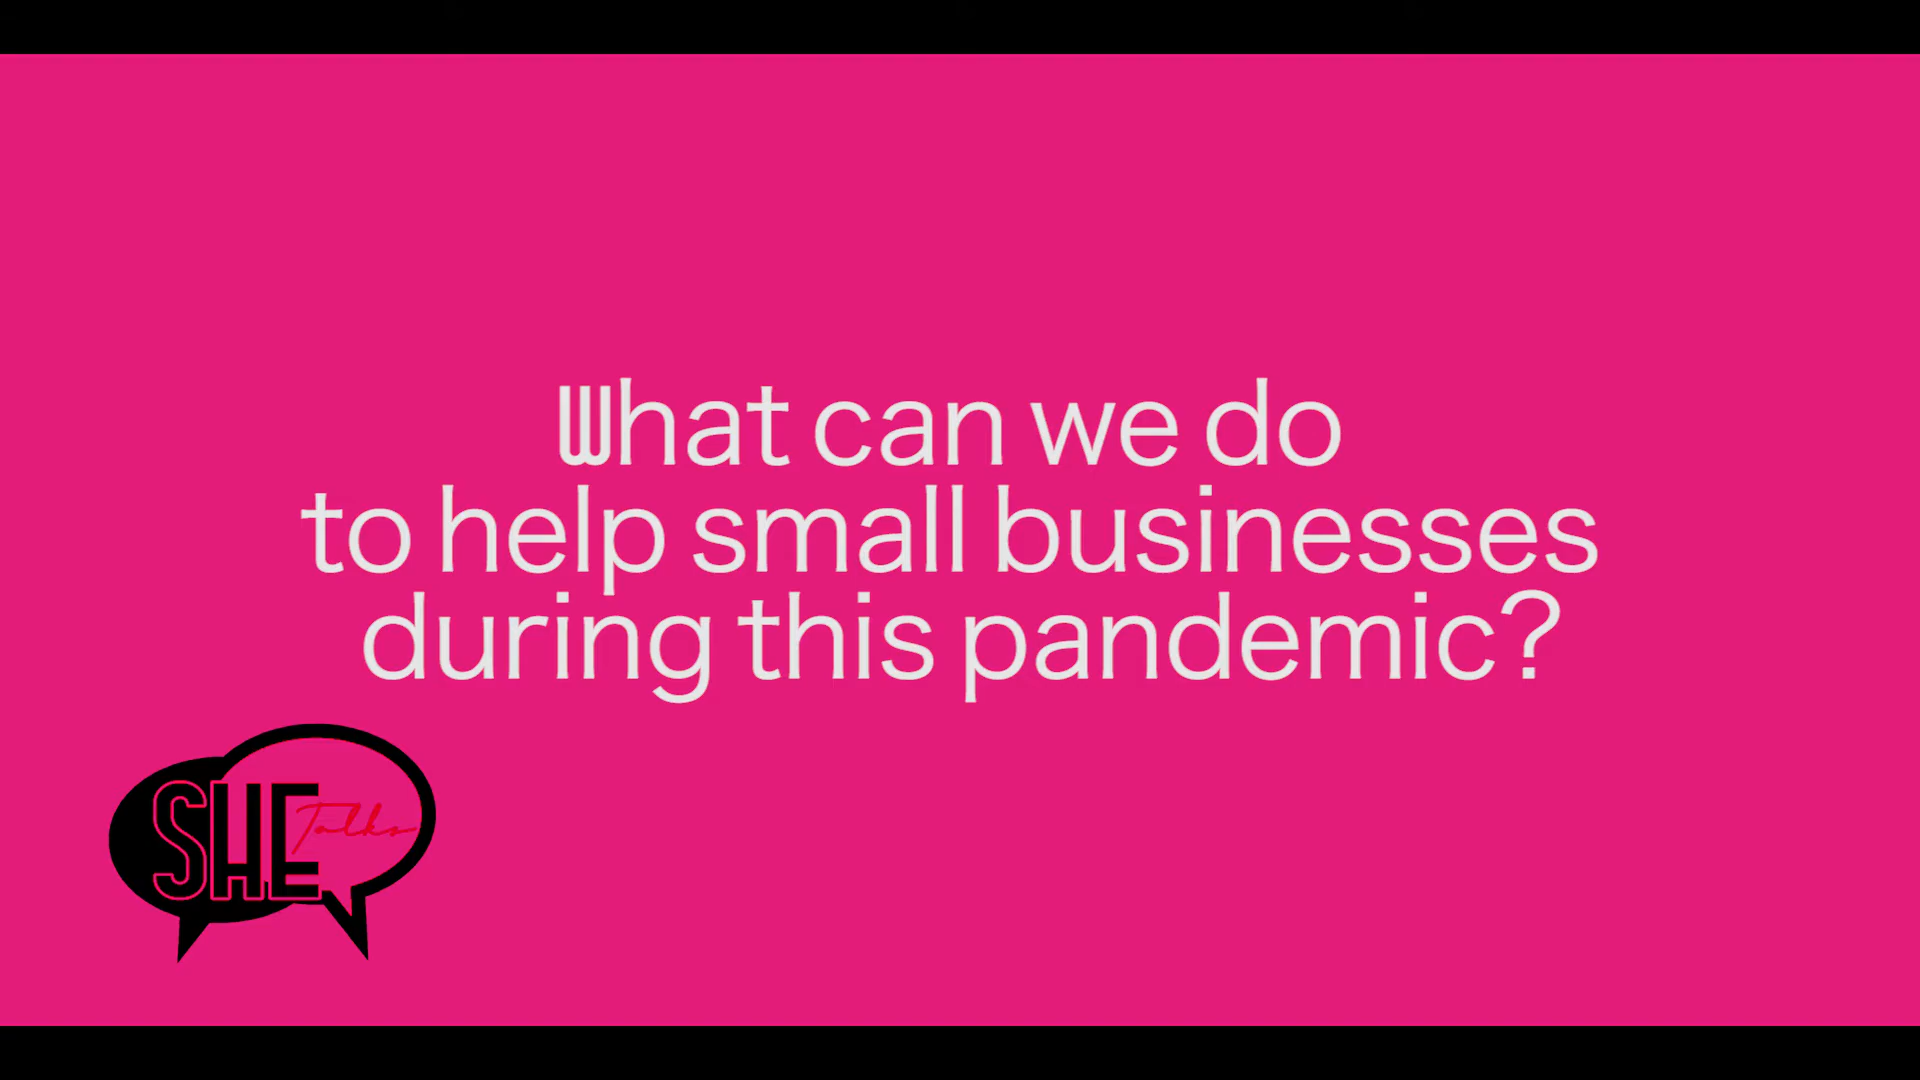 What can we do
to help small businesses
during this pandemic?
SHE Talks